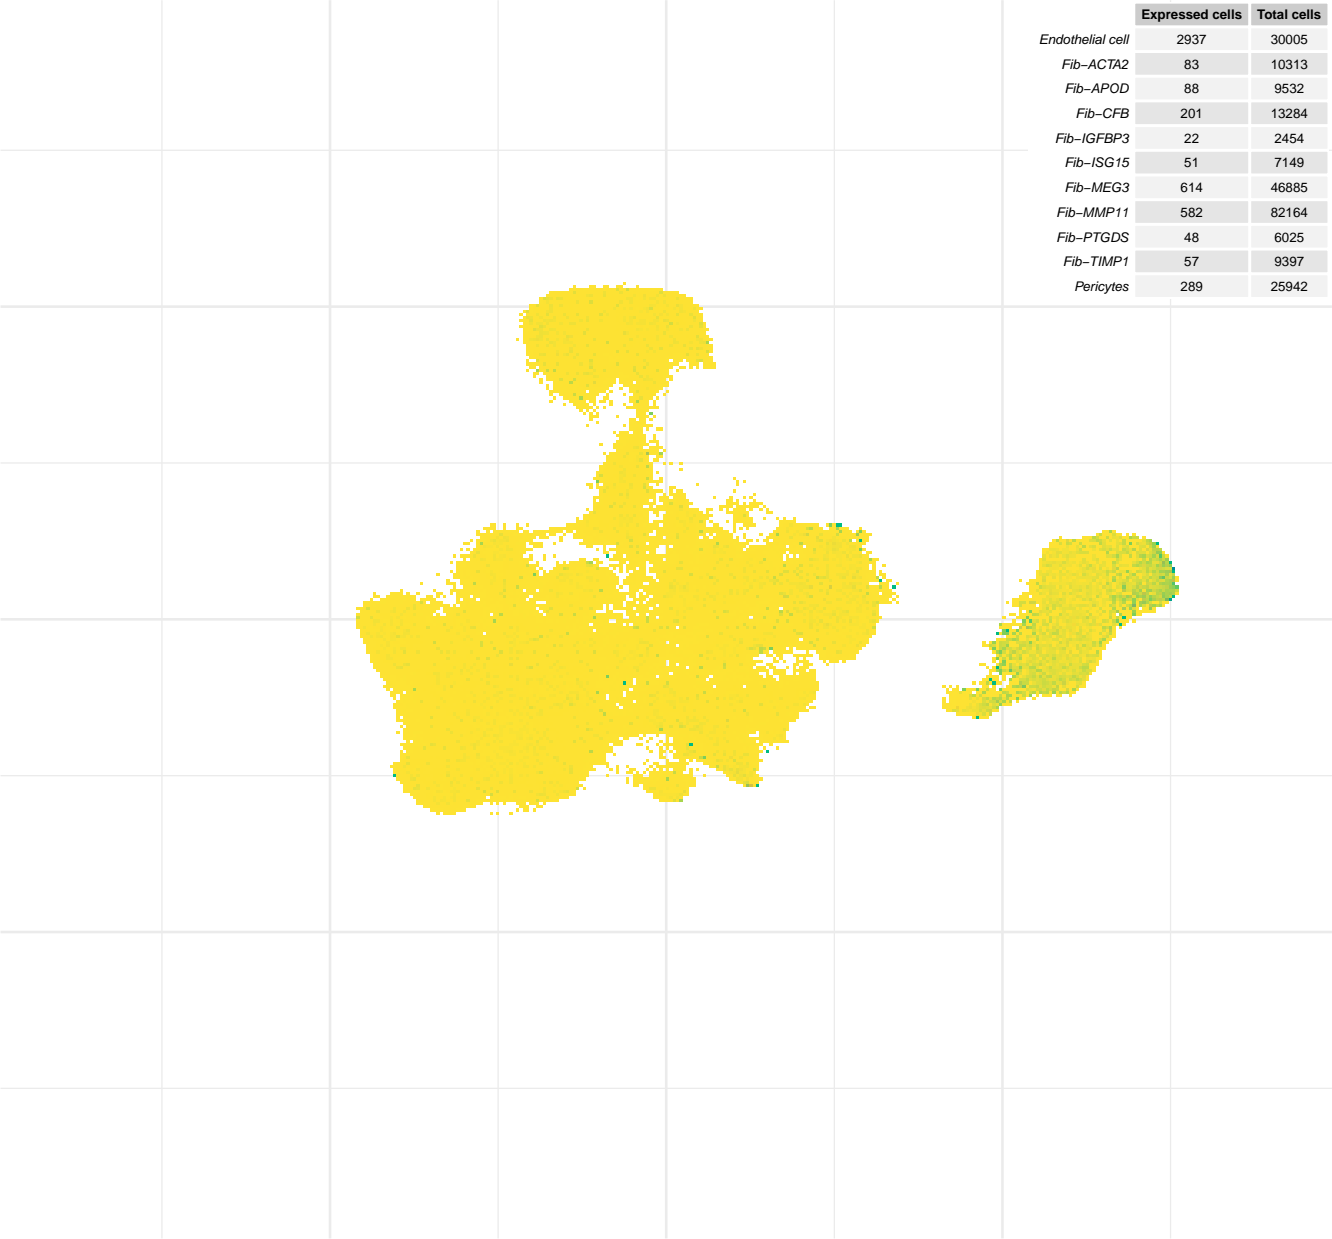 Expressed cells Total cells
Endothelial cell 2937 30005
Fib−ACTA2 83 10313
Fib−APOD 88 9532
Fib−CFB 201 13284
Fib−IGFBP3 22 2454
Fib−ISG15 51 7149
Fib−MEG3 614 46885
Fib−MMP11 582 82164
Fib−PTGDS 48 6025
Fib−TIMP1 57 9397
Pericytes 289 25942